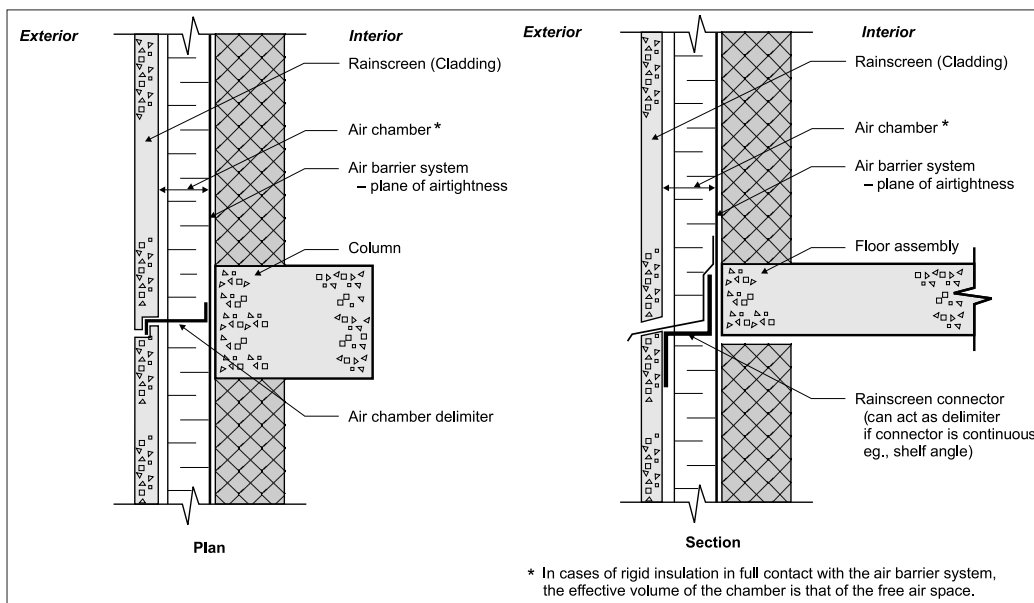 Exterior
Interior
Rainscreen (Cladding)
Air chamber *
Air barrier system
– plane of airtightness
Column
Air chamber delimiter
Plan
Exterior
Interior
Rainscreen (Cladding)
Air chamber *
Air barrier system
– plane of airtightness
Floor assembly
Rainscreen connector
(can act as delimiter
if connector is continuous
eg., shelf angle)
Section
* In cases of rigid insulation in full contact with the air barrier system,
the effective volume of the chamber is that of the free air space.